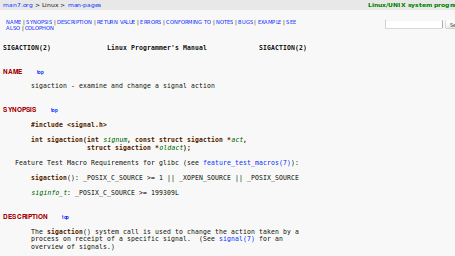 man7.org > Linux > man-pages
Linux/UNIX system progr
NAME | SYNOPSIS | DESCRIPTION | RETURN VALUE | ERRORS | CONFORMING TO | NOTES | BUGS | EXAMPLE | SEE
ALSO | COLOPHON
SIGACTION(2) Linux Programmer's Manual SIGACTION(2)
NAME top
sigaction - examine and change a signal action
SYNOPSIS top
#include <signal.h>
int sigaction(int signum, const struct sigaction *act,
struct sigaction *oldact);
Feature Test Macro Requirements for glibc (see feature_test_macros(7)):
sigaction(): _POSIX_C_SOURCE >= 1 || _XOPEN_SOURCE || _POSIX_SOURCE
siginfo_t: _POSIX_C_SOURCE >= 199309L
DESCRIPTION top
The sigaction() system call is used to change the action taken by a
process on receipt of a specific signal. (See signal(7) for an
overview of signals.)